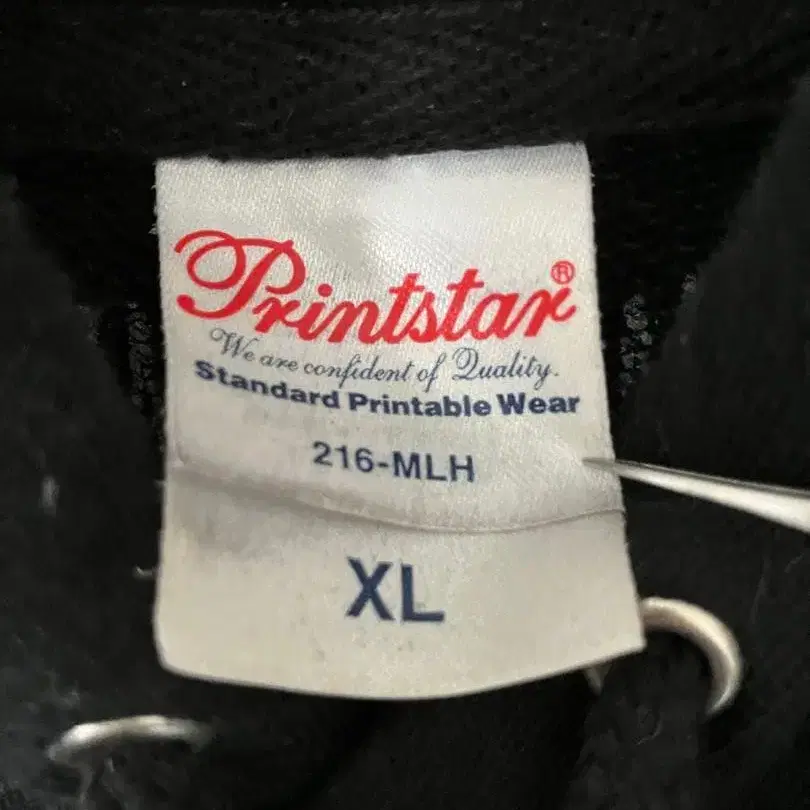 Printstar®
We are confident of Quality.
Standard Printable Wear
216-MLH
XL